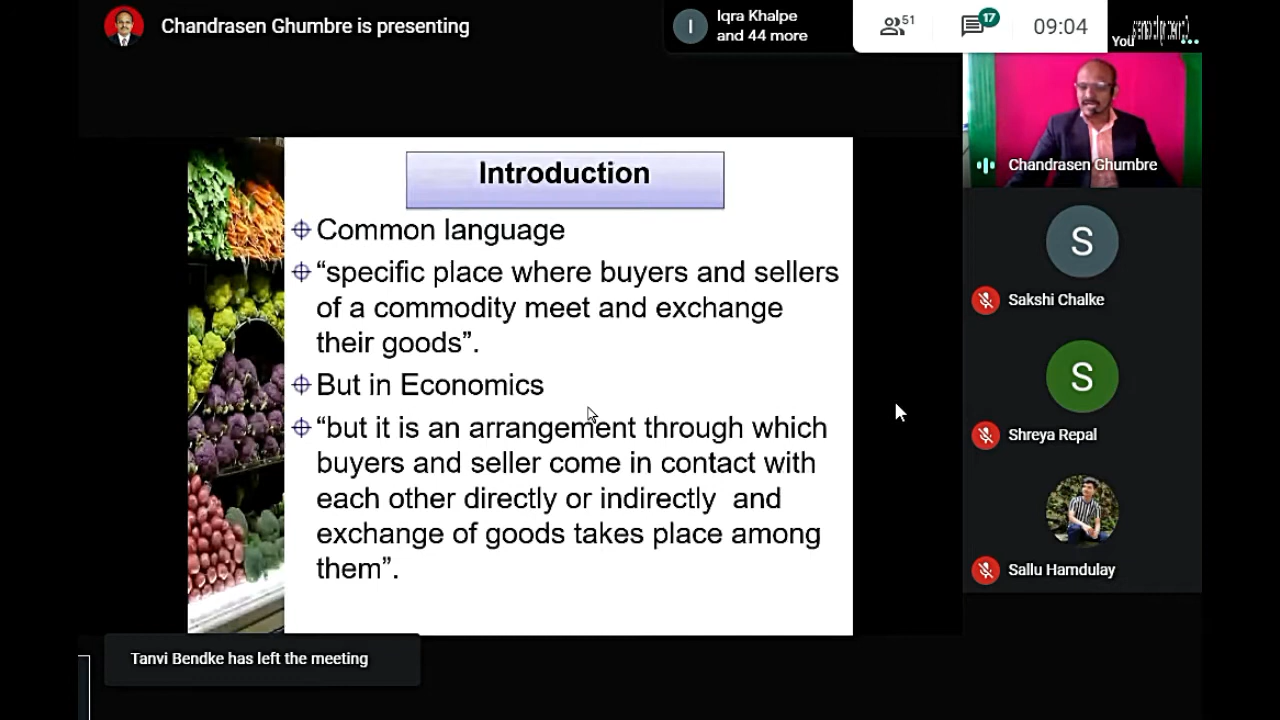 Chandrasen Ghumbre is presenting
I
Iqra Khalpe
and 44 more
51
17
09:04
You
Chandrasen Ghumbre
S
Sakshi Chalke
S
Shreya Repal
Sallu Hamdulay
Introduction
Common language
“specific place where buyers and sellers
of a commodity meet and exchange
their goods”.
But in Economics
“but it is an arrangement through which
buyers and seller come in contact with
each other directly or indirectly and
exchange of goods takes place among
them”.
Tanvi Bendke has left the meeting